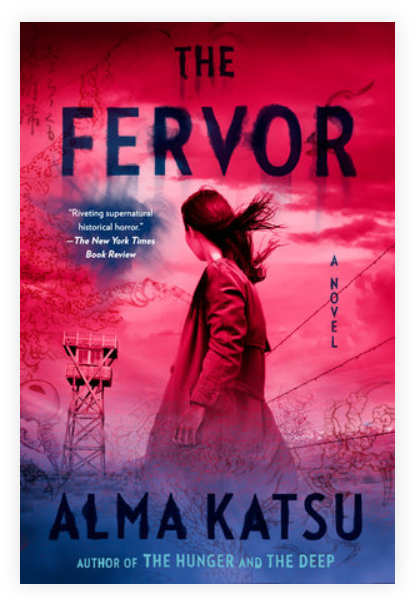 THE
FERVOR
"Riveting supernatural
historical horror."
—The New York Times
Book Review
A NOVEL
ALMA KATSU
AUTHOR OF THE HUNGER AND THE DEEP